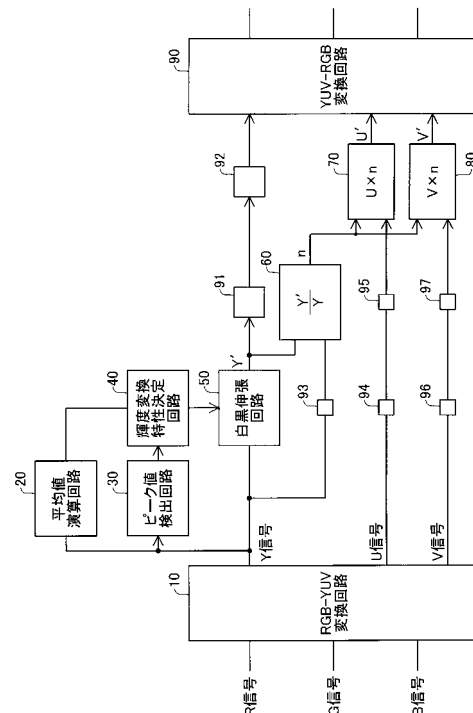 R信号
G信号
B信号
10
RGB-YUV
変換回路
Y信号
U信号
V信号
20
平均値
演算回路
30
ピーク値
検出回路
40
輝度変換
特性決定
回路
50
白黒伸張
回路
Y′
93
94
96
60
Y′
Y
n
91
92
95
97
70
U×n
80
V×n
U′
V′
90
YUV-RGB
変換回路